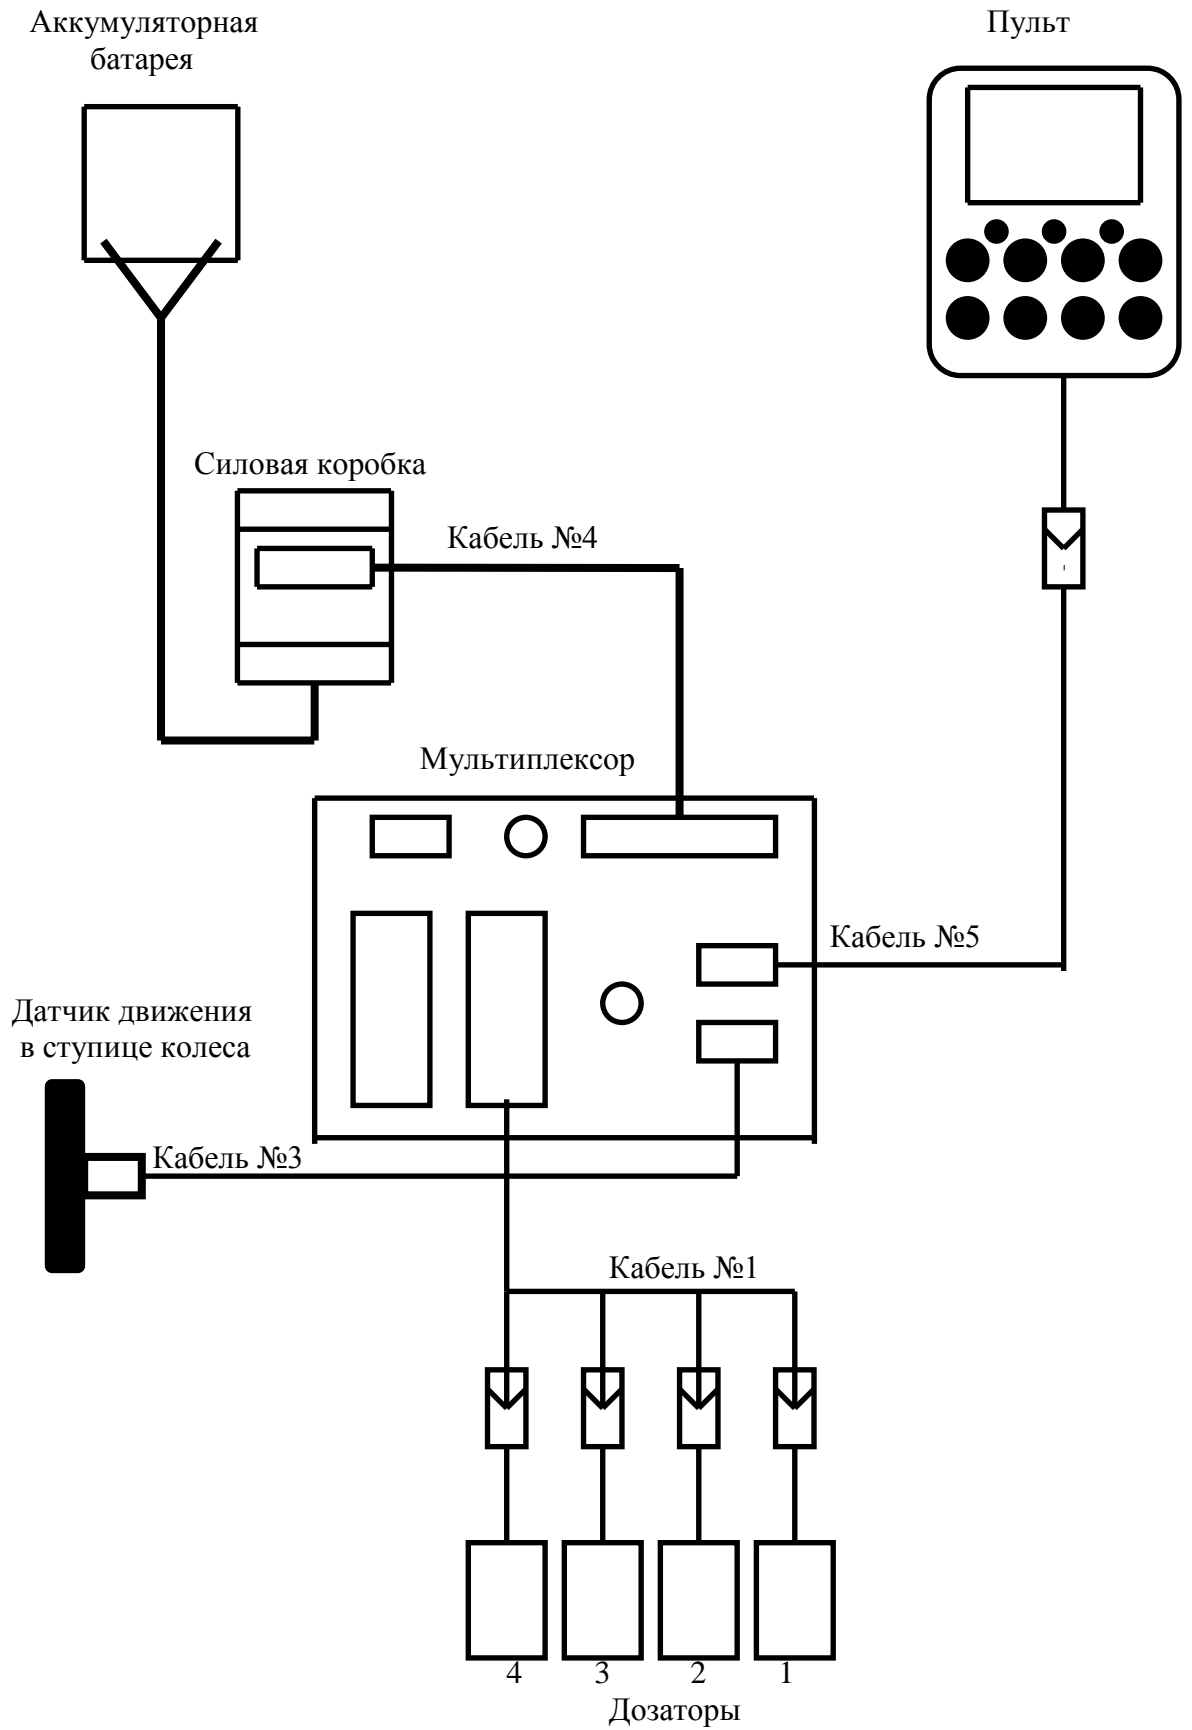 Аккумуляторная
батарея
Пульт
Силовая коробка
Кабель №4
Мультиплексор
Кабель №5
Датчик движения
в ступице колеса
Кабель №3
Кабель №1
4 3 2 1
Дозаторы